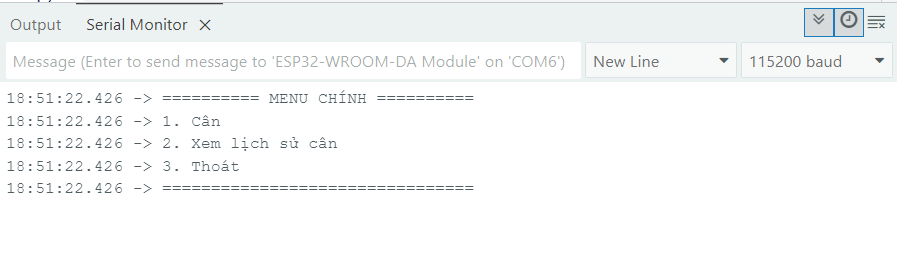 Output Serial Monitor
Message (Enter to send message to 'ESP32-WROOM-DA Module' on 'COM6') New Line 115200 baud
18:51:22.426 -> ========== MENU CHÍNH ==========
18:51:22.426 -> 1. Cân
18:51:22.426 -> 2. Xem lịch sử cân
18:51:22.426 -> 3. Thoát
18:51:22.426 -> ================================